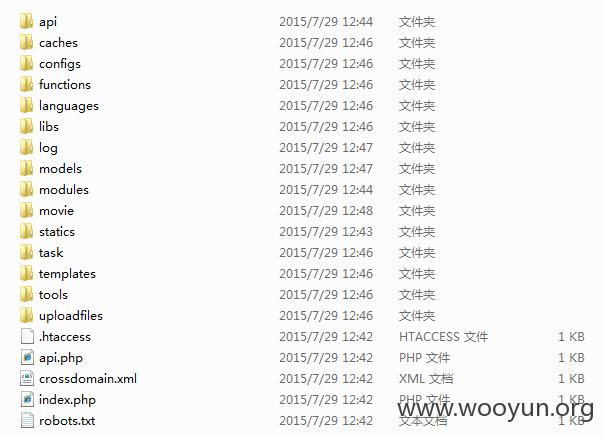 api 2015/7/29 12:44 文件夹
caches 2015/7/29 12:46 文件夹
configs 2015/7/29 12:46 文件夹
functions 2015/7/29 12:46 文件夹
languages 2015/7/29 12:46 文件夹
libs 2015/7/29 12:46 文件夹
log 2015/7/29 12:47 文件夹
models 2015/7/29 12:47 文件夹
modules 2015/7/29 12:44 文件夹
movie 2015/7/29 12:48 文件夹
statics 2015/7/29 12:43 文件夹
task 2015/7/29 12:46 文件夹
templates 2015/7/29 12:46 文件夹
tools 2015/7/29 12:46 文件夹
uploadfiles 2015/7/29 12:46 文件夹
.htaccess 2015/7/29 12:42 HTACCESS 文件 1 KB
api.php 2015/7/29 12:42 PHP 文件 1 KB
crossdomain.xml 2015/7/29 12:42 XML 文档 1 KB
index.php 2015/7/29 12:42 PHP 文件 1 KB
robots.txt 2015/7/29 12:42 文本文档 1 KB
www.wooyun.org